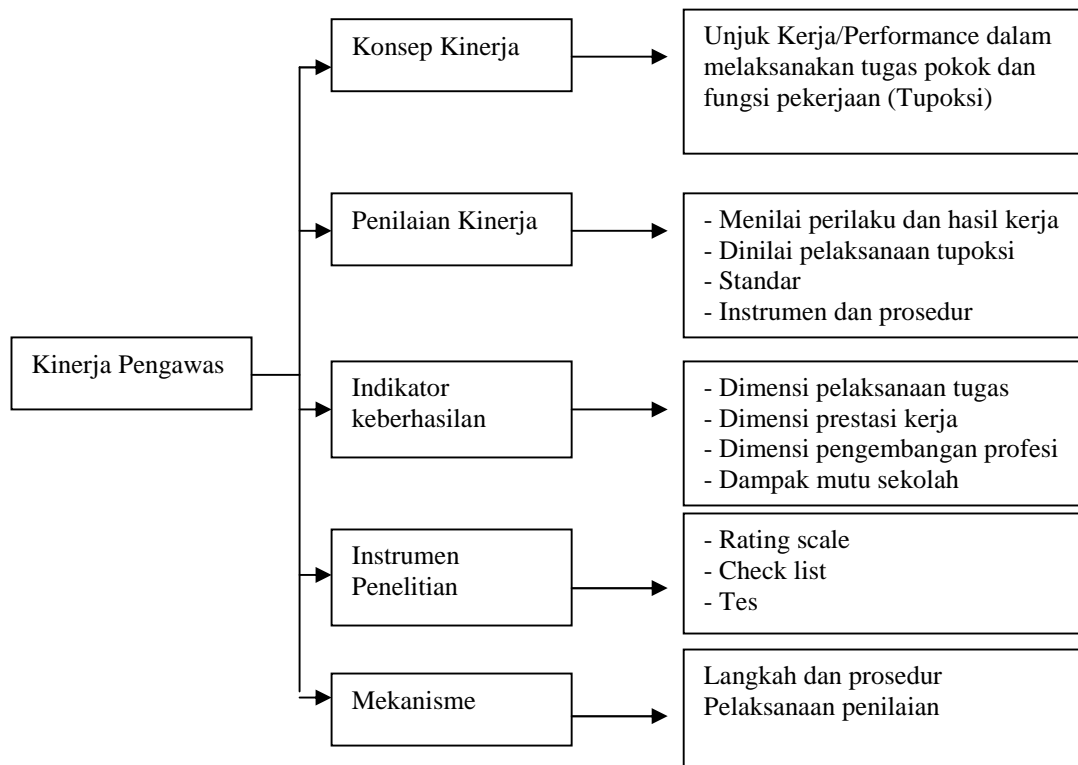 Konsep Kinerja
Unjuk Kerja/Performance dalam
melaksanakan tugas pokok dan
fungsi pekerjaan (Tupoksi)
Penilaian Kinerja
- Menilai perilaku dan hasil kerja
- Dinilai pelaksanaan tupoksi
- Standar
- Instrumen dan prosedur
Kinerja Pengawas
Indikator
keberhasilan
- Dimensi pelaksanaan tugas
- Dimensi prestasi kerja
- Dimensi pengembangan profesi
- Dampak mutu sekolah
Instrumen
Penelitian
- Rating scale
- Check list
- Tes
Mekanisme
Langkah dan prosedur
Pelaksanaan penilaian